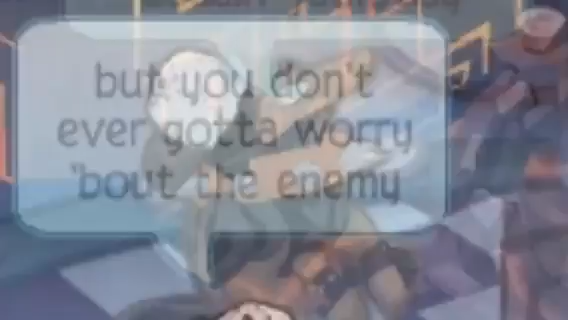 but you don't
ever gotta worry
'bout the enemy